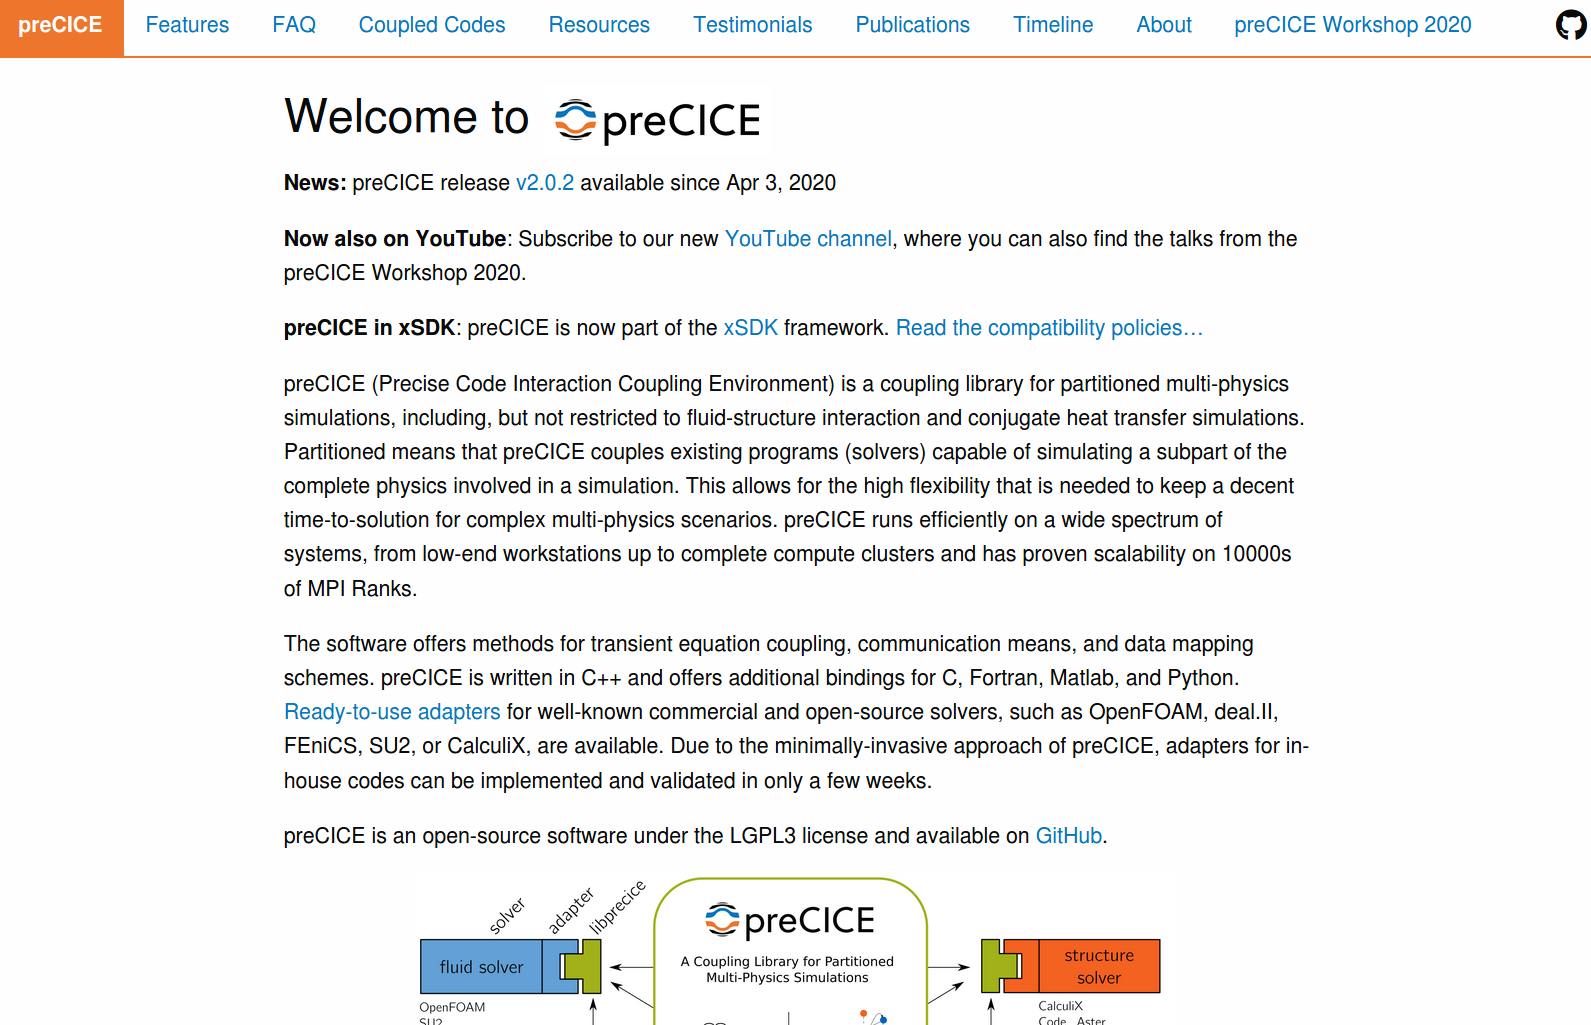 preCICE Features FAQ Coupled Codes Resources Testimonials Publications Timeline About preCICE Workshop 2020
Welcome to preCICE
News: preCICE release v2.0.2 available since Apr 3, 2020
Now also on YouTube: Subscribe to our new YouTube channel, where you can also find the talks from the
preCICE Workshop 2020.
preCICE in xSDK: preCICE is now part of the xSDK framework. Read the compatibility policies…
preCICE (Precise Code Interaction Coupling Environment) is a coupling library for partitioned multi-physics
simulations, including, but not restricted to fluid-structure interaction and conjugate heat transfer simulations.
Partitioned means that preCICE couples existing programs (solvers) capable of simulating a subpart of the
complete physics involved in a simulation. This allows for the high flexibility that is needed to keep a decent
time-to-solution for complex multi-physics scenarios. preCICE runs efficiently on a wide spectrum of
systems, from low-end workstations up to complete compute clusters and has proven scalability on 10000s
of MPI Ranks.
The software offers methods for transient equation coupling, communication means, and data mapping
schemes. preCICE is written in C++ and offers additional bindings for C, Fortran, Matlab, and Python.
Ready-to-use adapters for well-known commercial and open-source solvers, such as OpenFOAM, deal.II,
FEniCS, SU2, or CalculiX, are available. Due to the minimally-invasive approach of preCICE, adapters for in-
house codes can be implemented and validated in only a few weeks.
preCICE is an open-source software under the LGPL3 license and available on GitHub.
solver
adapter
libprecice
fluid solver
OpenFOAM
SU2
preCICE
A Coupling Library for Partitioned
Multi-Physics Simulations
structure
solver
CalculiX
Code_Aster